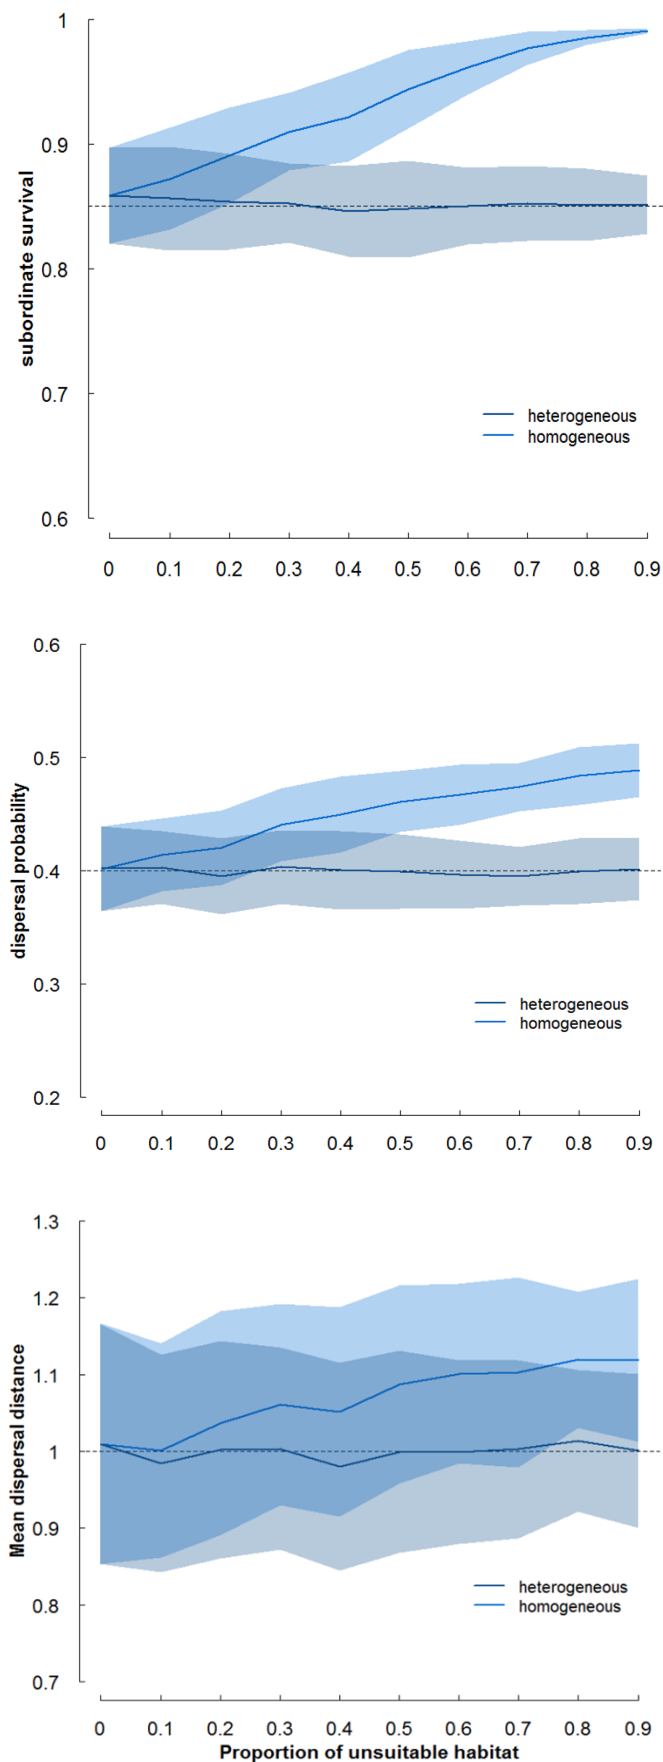 1
0.9
0.8
0.7
0.6
subordinate survival
heterogeneous
homogeneous
0 0.1 0.2 0.3 0.4 0.5 0.6 0.7 0.8 0.9
0.6
0.5
0.4
0.3
0.2
dispersal probability
heterogeneous
homogeneous
0 0.1 0.2 0.3 0.4 0.5 0.6 0.7 0.8 0.9
1.3
1.2
1.1
1
0.9
0.8
0.7
Mean dispersal distance
heterogeneous
homogeneous
0 0.1 0.2 0.3 0.4 0.5 0.6 0.7 0.8 0.9
Proportion of unsuitable habitat